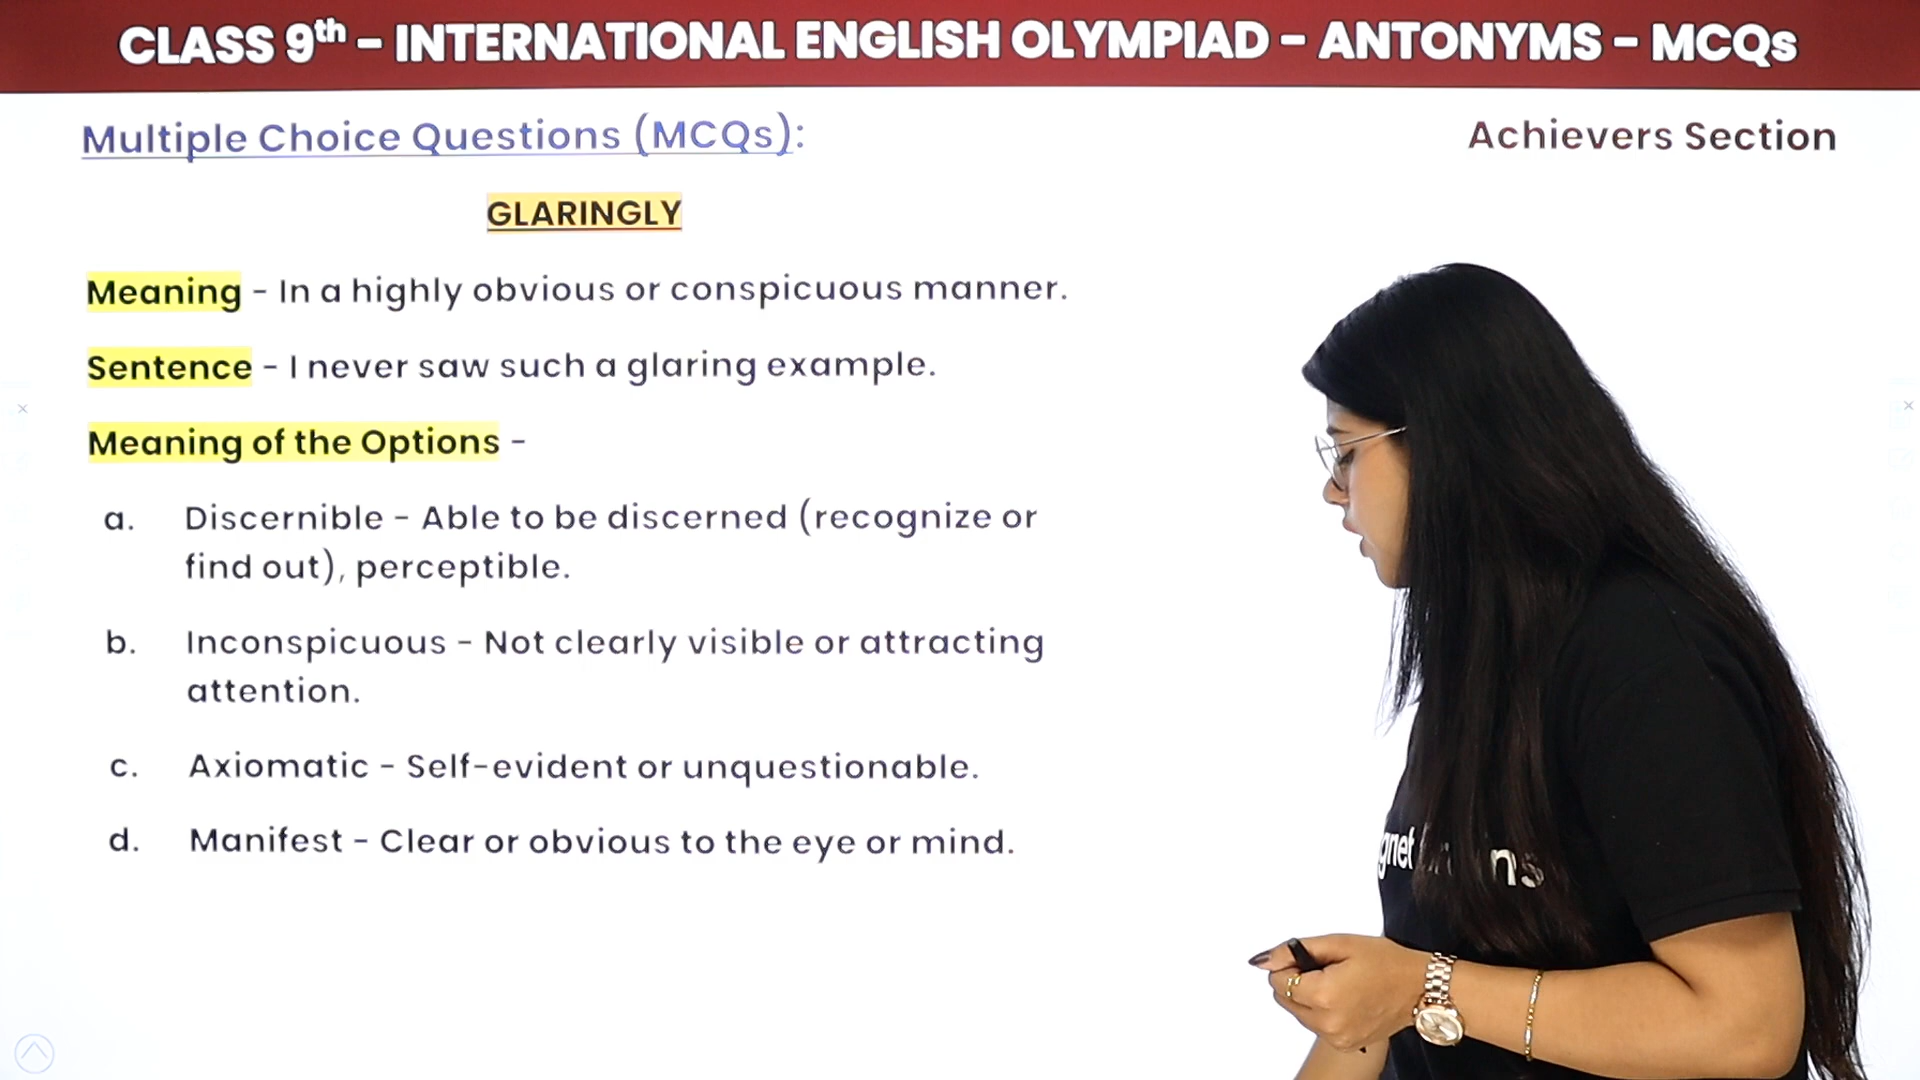 CLASS 9th - INTERNATIONAL ENGLISH OLYMPIAD - ANTONYMS - MCQs
Multiple Choice Questions (MCQs):
Achievers Section
GLARINGLY
Meaning - In a highly obvious or conspicuous manner.
Sentence - I never saw such a glaring example.
Meaning of the Options -
a. Discernible - Able to be discerned (recognize or
find out), perceptible.
b. Inconspicuous - Not clearly visible or attracting
attention.
c. Axiomatic - Self-evident or unquestionable.
d. Manifest - Clear or obvious to the eye or mind.